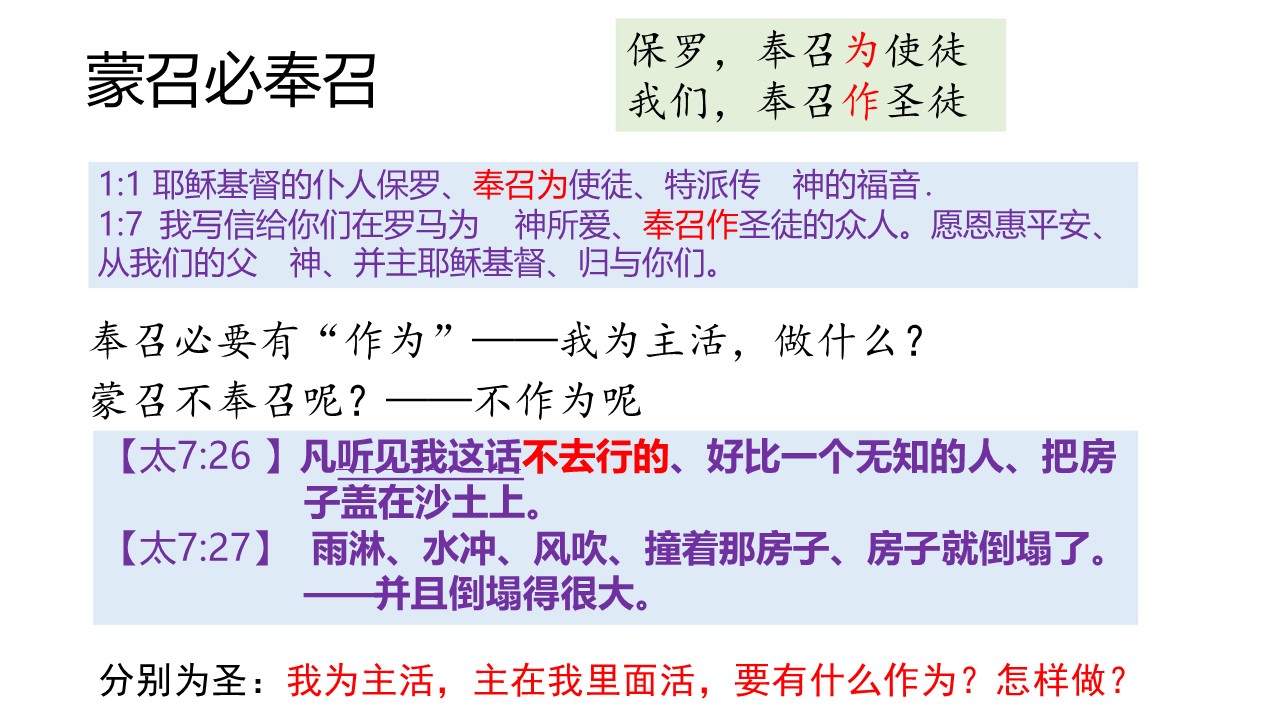 蒙召必奉召
保罗，奉召为使徒
我们，奉召作圣徒
1:1 耶稣基督的仆人保罗、奉召为使徒、特派传　神的福音．
1:7 我写信给你们在罗马为　神所爱、奉召作圣徒的众人。愿恩惠平安、
从我们的父　神、并主耶稣基督、归与你们。
奉召必要有“作为”——我为主活，做什么？
蒙召不奉召呢？——不作为呢
【太7:26 】凡听见我这话不去行的、好比一个无知的人、把房
子盖在沙土上。
【太7:27】 雨淋、水冲、风吹、撞着那房子、房子就倒塌了。
——并且倒塌得很大。
分别为圣：我为主活，主在我里面活，要有什么作为？怎样做？